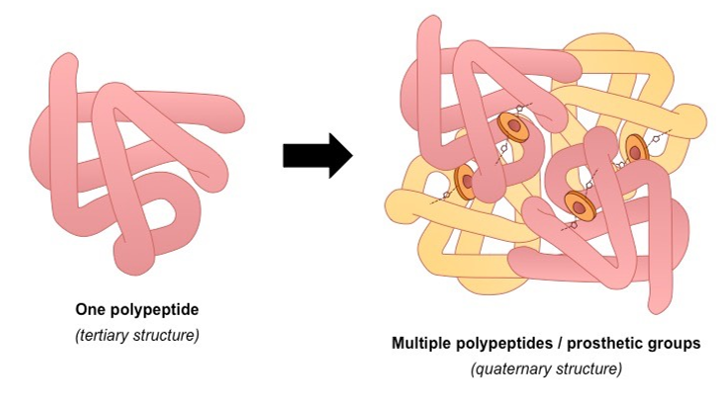 One polypeptide
(tertiary structure)
Multiple polypeptides / prosthetic groups
(quaternary structure)